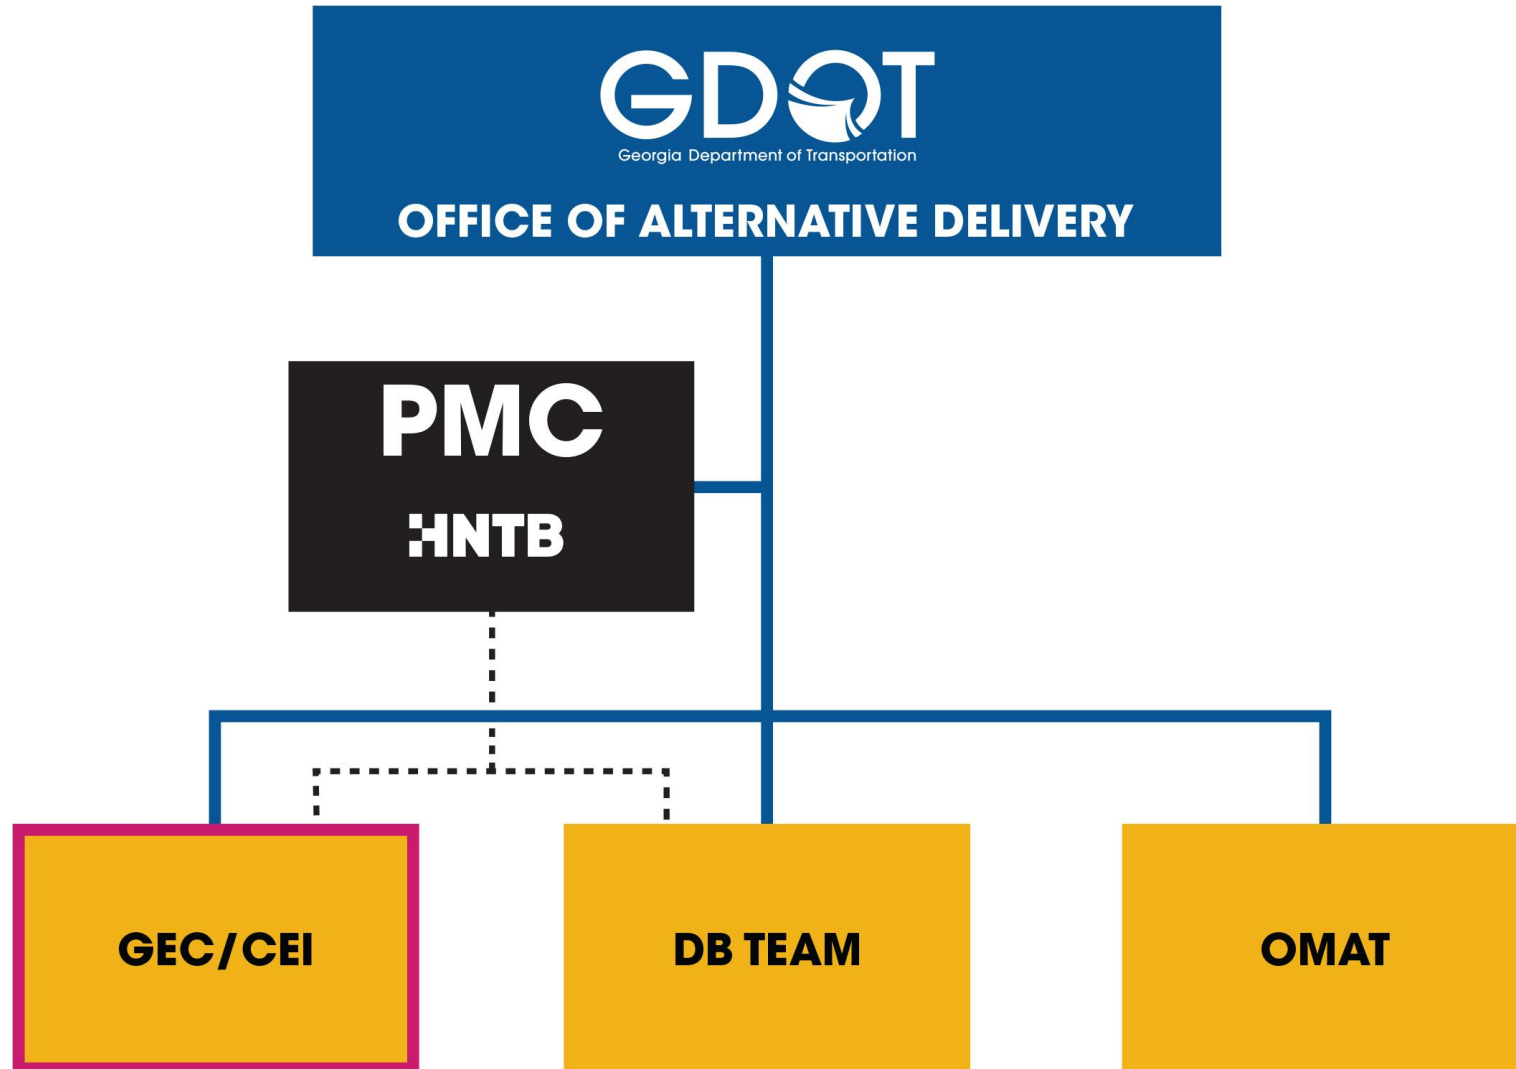 GDOT
Georgia Department of Transportation
OFFICE OF ALTERNATIVE DELIVERY
PMC
HNTB
GEC/CEI
DB TEAM
OMAT